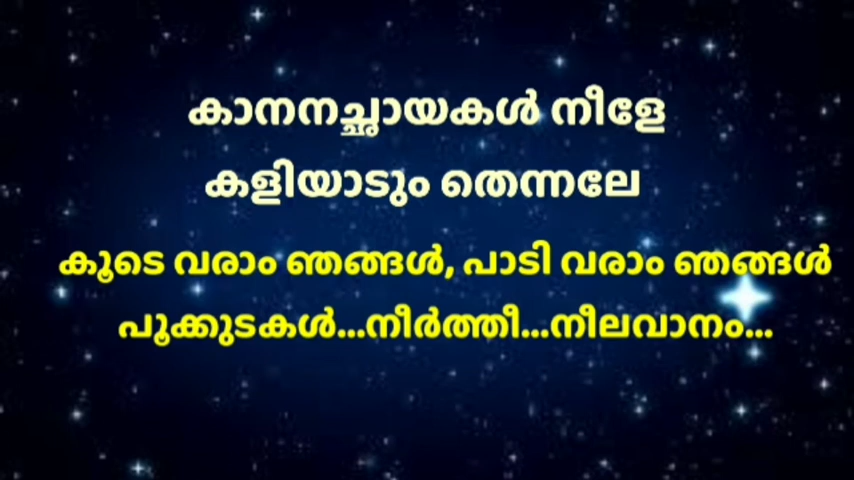 കാനനച്ഛായകൾ നീളേ
കളിയാടും തെന്നലേ
കൂടെ വരാം ഞങ്ങൾ, പാടി വരാം ഞങ്ങൾ
പൂക്കുടകൾ...നീർത്തീ...നീലവാനം...